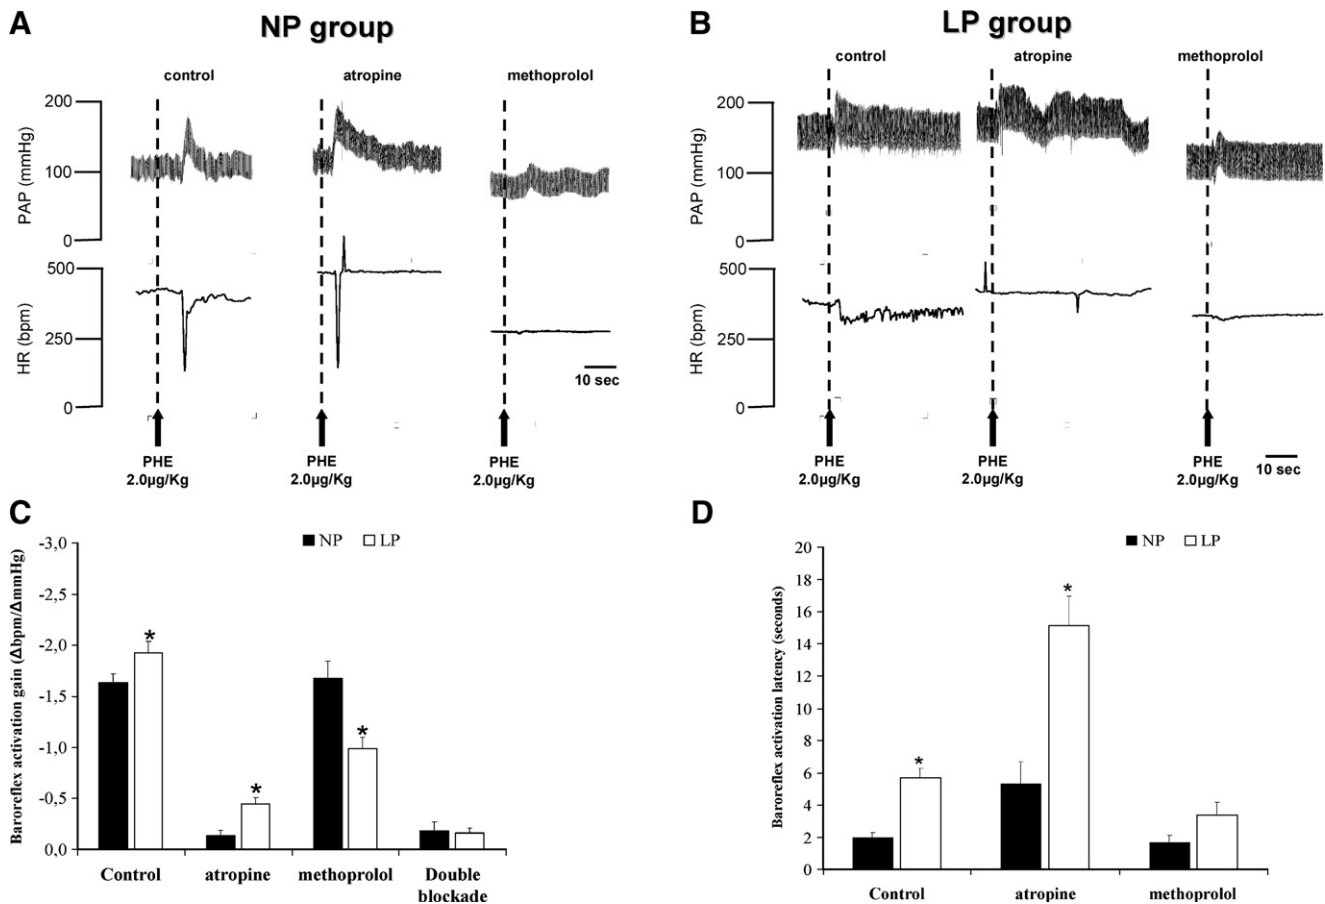 A
NP group
control
atropine
methoprolol
200
100
0
PAP (mmHg)
500
250
0
HR (bpm)
10 sec
PHE
2.0µg/Kg
PHE
2.0µg/Kg
PHE
2.0µg/Kg
B
LP group
control
atropine
methoprolol
200
100
0
PAP (mmHg)
500
250
0
HR (bpm)
10 sec
PHE
2.0µg/Kg
PHE
2.0µg/Kg
PHE
2.0µg/Kg
C
NP LP
Baroreflex activation gain (Δbpm/ΔmmHg)
-3,0
-2,5
-2,0
-1,5
-1,0
-0,5
0,0
*
*
*
Control
atropine
methoprolol
Double
blockade
D
NP LP
Baroreflex activation latency (seconds)
20
18
16
14
12
10
8
6
4
2
0
*
*
Control
atropine
methoprolol